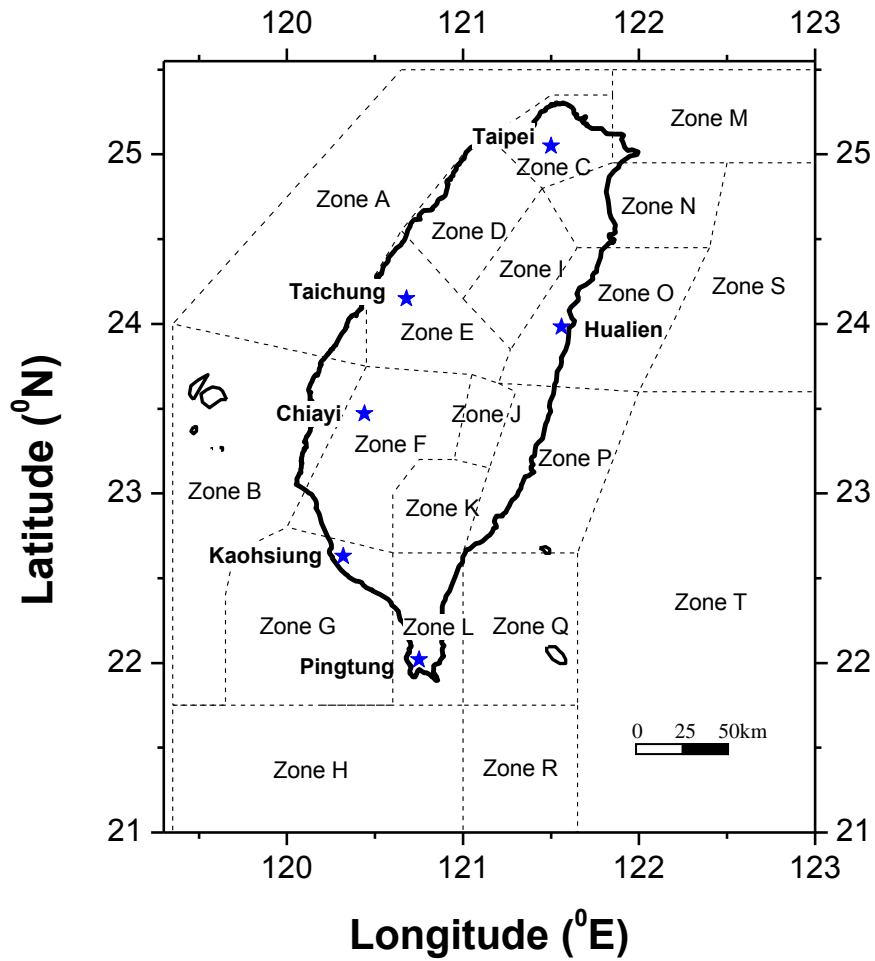 120 121 122 123
Zone M
Taipei
25 25
Zone C
Zone A
Zone N
Zone D
Zone I
Zone S
Taichung
Zone O
24 24
Zone E
Hualien
Chiayi
Zone J
Zone F
Zone P
Zone B
23 23
Zone K
Kaohsiung
Zone T
Zone G
Zone L
Zone Q
22 22
Pingtung
0 25 50km
Zone H
Zone R
21 21
120 121 122 123
Latitude (⁰N)
Longitude (⁰E)